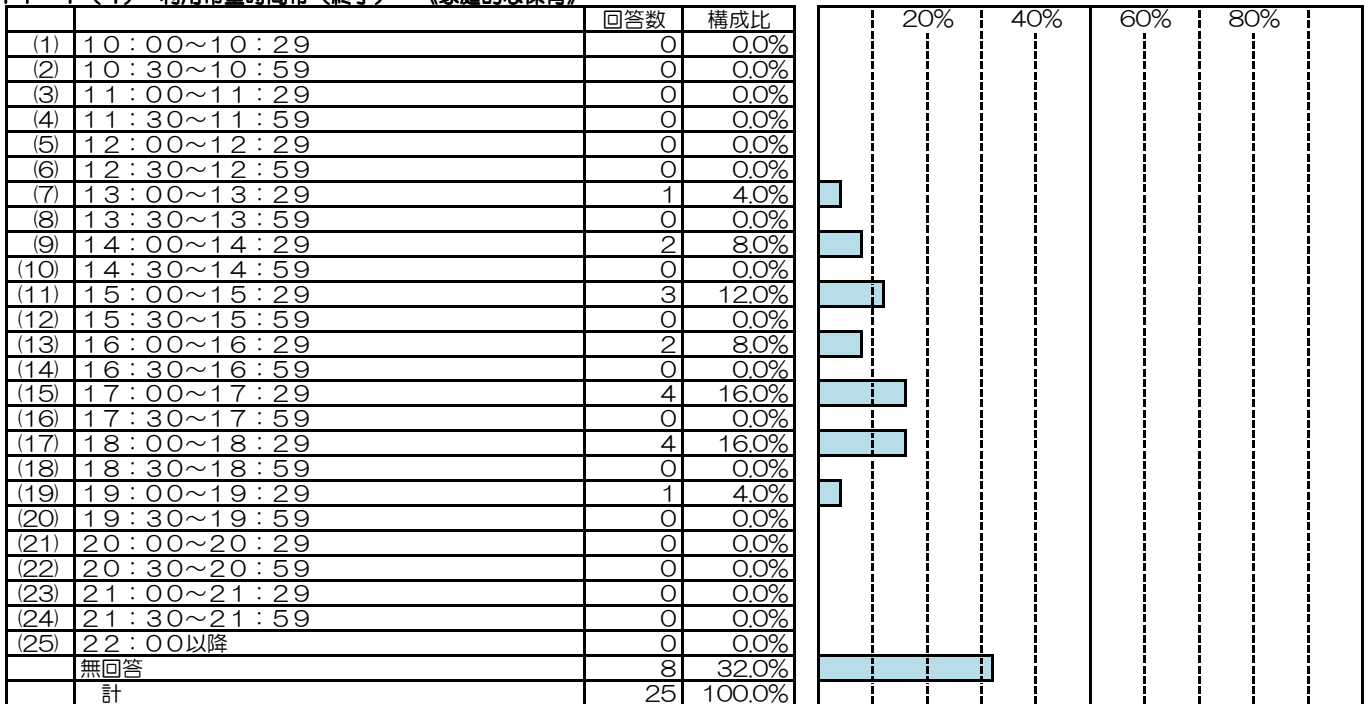 回答数 構成比 20% 40% 60% 80%
(1) 10：00～10：29 0 0.0%
(2) 10：30～10：59 0 0.0%
(3) 11：00～11：29 0 0.0%
(4) 11：30～11：59 0 0.0%
(5) 12：00～12：29 0 0.0%
(6) 12：30～12：59 0 0.0%
(7) 13：00～13：29 1 4.0%
(8) 13：30～13：59 0 0.0%
(9) 14：00～14：29 2 8.0%
(10) 14：30～14：59 0 0.0%
(11) 15：00～15：29 3 12.0%
(12) 15：30～15：59 0 0.0%
(13) 16：00～16：29 2 8.0%
(14) 16：30～16：59 0 0.0%
(15) 17：00～17：29 4 16.0%
(16) 17：30～17：59 0 0.0%
(17) 18：00～18：29 4 16.0%
(18) 18：30～18：59 0 0.0%
(19) 19：00～19：29 1 4.0%
(20) 19：30～19：59 0 0.0%
(21) 20：00～20：29 0 0.0%
(22) 20：30～20：59 0 0.0%
(23) 21：00～21：29 0 0.0%
(24) 21：30～21：59 0 0.0%
(25) 22：00以降 0 0.0%
無回答 8 32.0%
計 25 100.0%